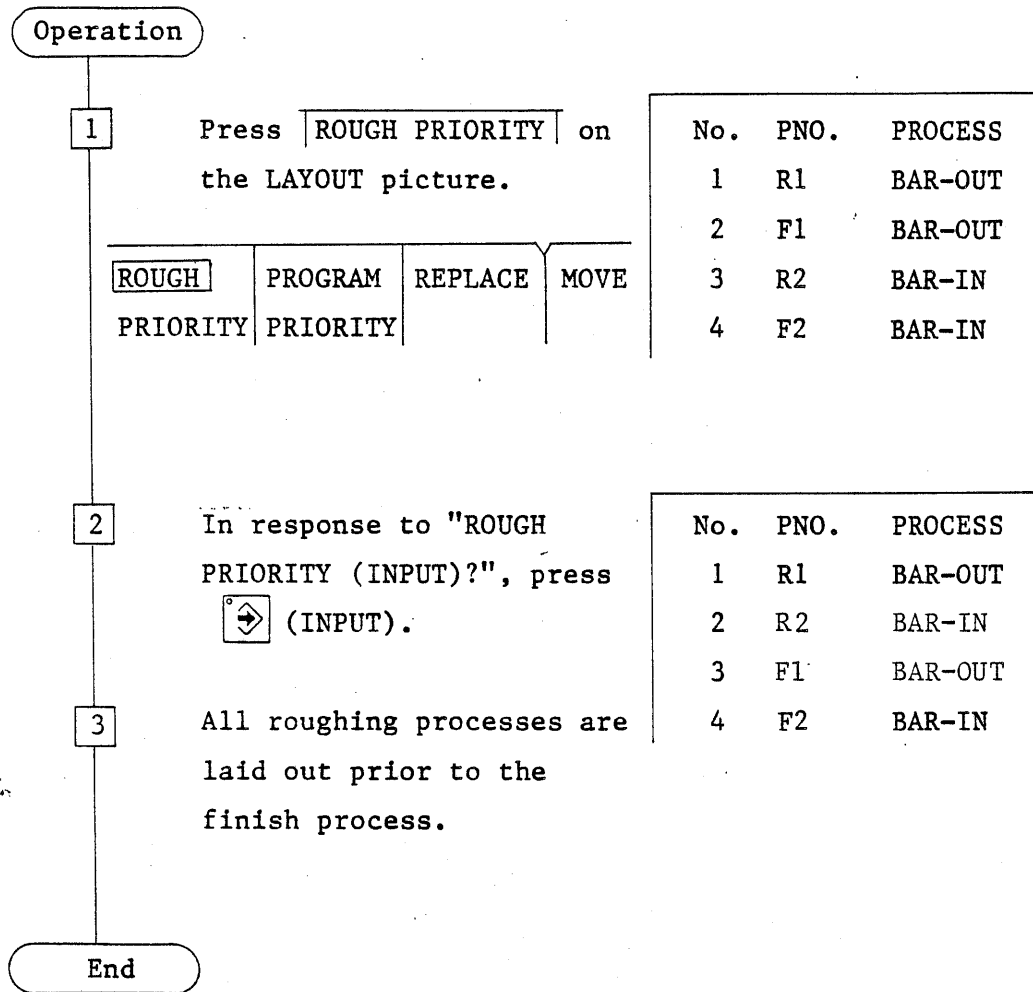 Operation
1
Press ROUGH PRIORITY on
the LAYOUT picture.
ROUGH PROGRAM REPLACE MOVE
PRIORITY PRIORITY
No. PNO. PROCESS
1 R1 BAR-OUT
2 F1 BAR-OUT
3 R2 BAR-IN
4 F2 BAR-IN
2
In response to "ROUGH
PRIORITY (INPUT)?", press
(INPUT).
No. PNO. PROCESS
1 R1 BAR-OUT
2 R2 BAR-IN
3 F1 BAR-OUT
4 F2 BAR-IN
3
All roughing processes are
laid out prior to the
finish process.
End